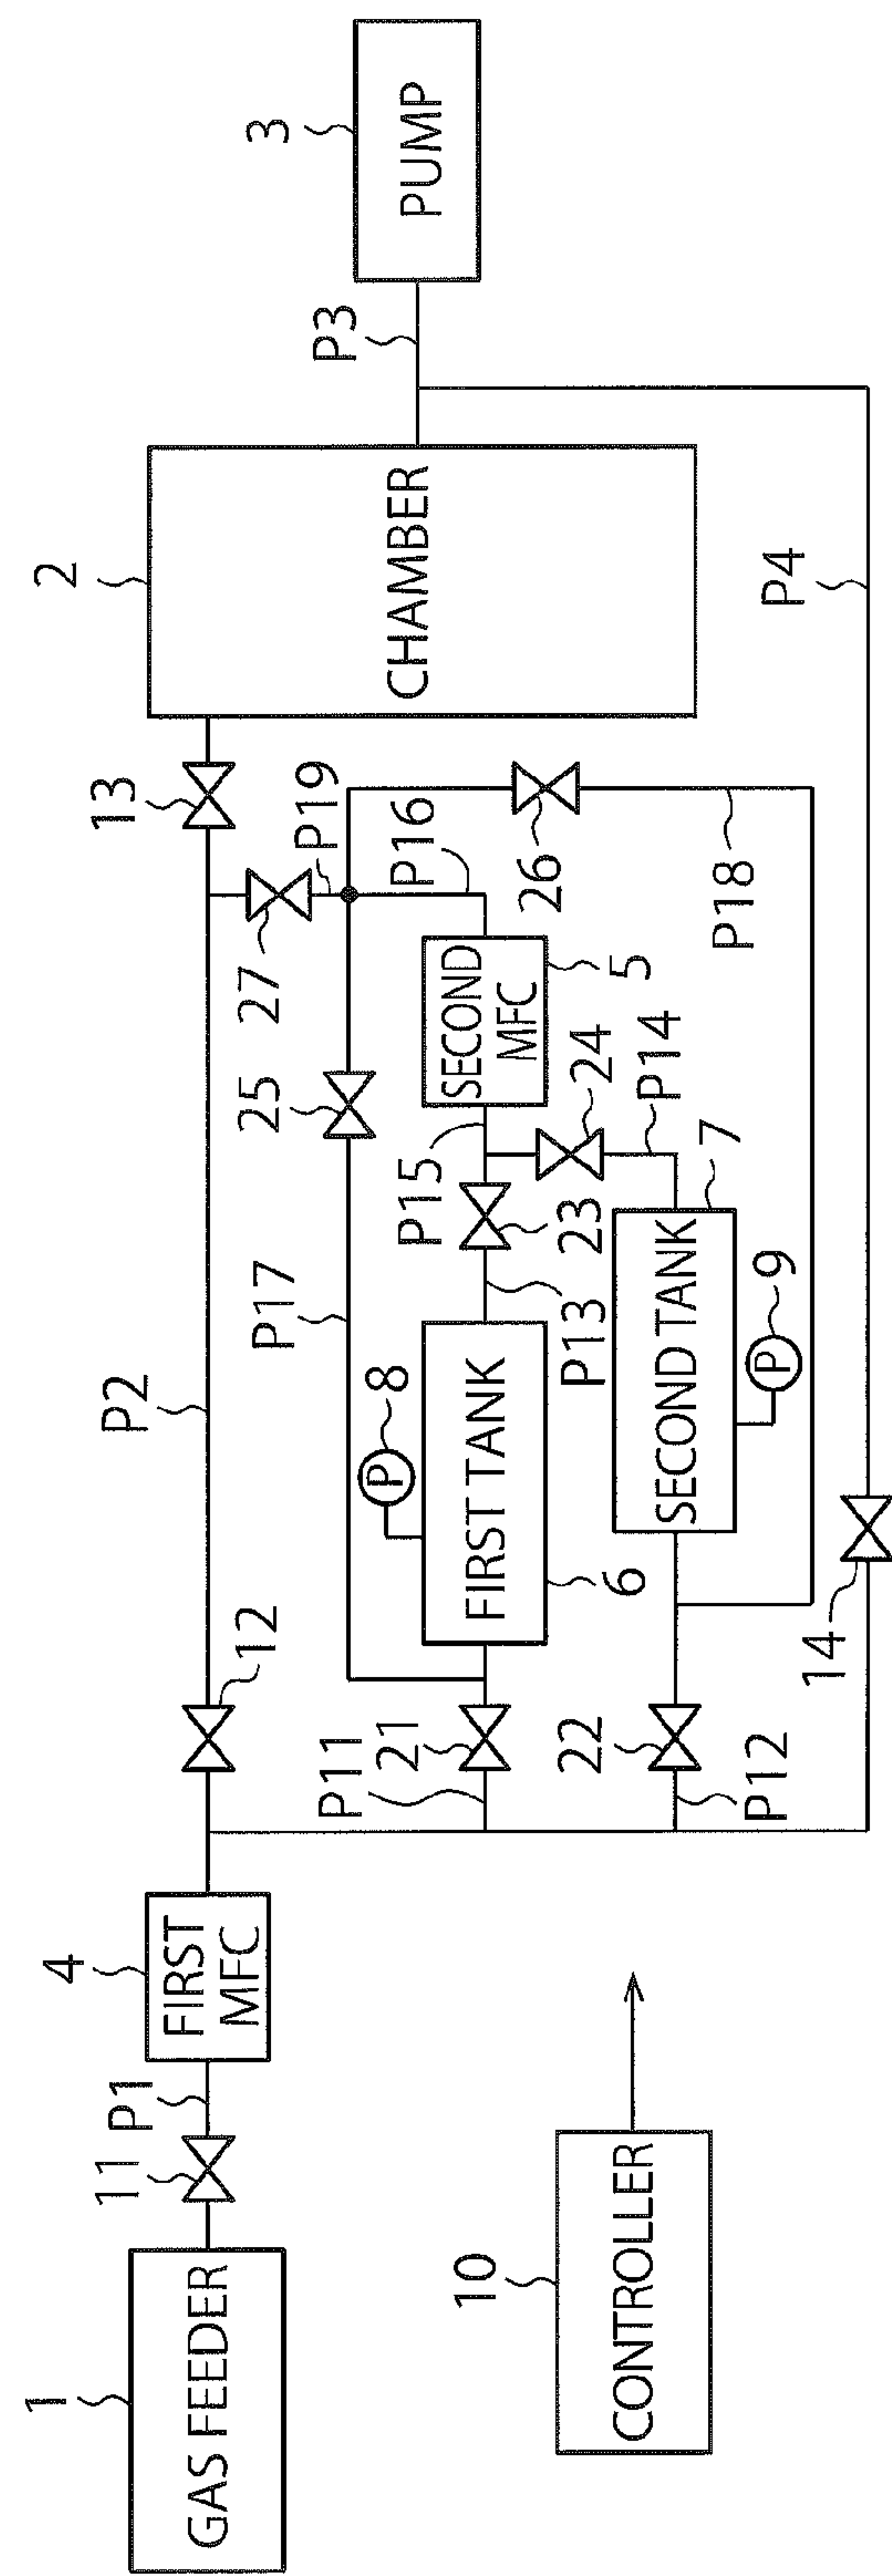 1
GAS FEEDER
11
P1
4
FIRST
MFC
12
P2
13
2
CHAMBER
P3
3
PUMP
27
P19
P17
25
P16
26
P18
P11
21
8
P
FIRST TANK
6
P13
23
P15
SECOND
MFC
5
24
P14
22
P12
SECOND TANK
7
P
9
14
P4
10
CONTROLLER